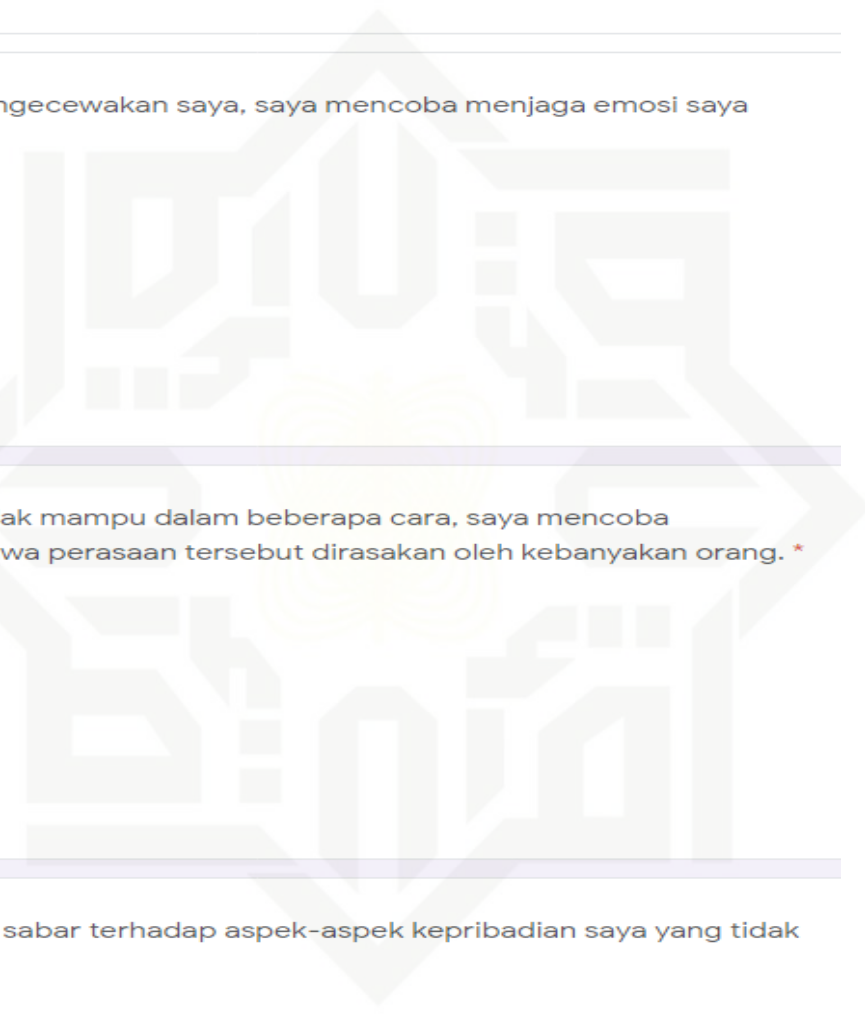 ngecewakan saya, saya mencoba menjaga emosi saya
ak mampu dalam beberapa cara, saya mencoba
wa perasaan tersebut dirasakan oleh kebanyakan orang. *
sabar terhadap aspek-aspek kepribadian saya yang tidak